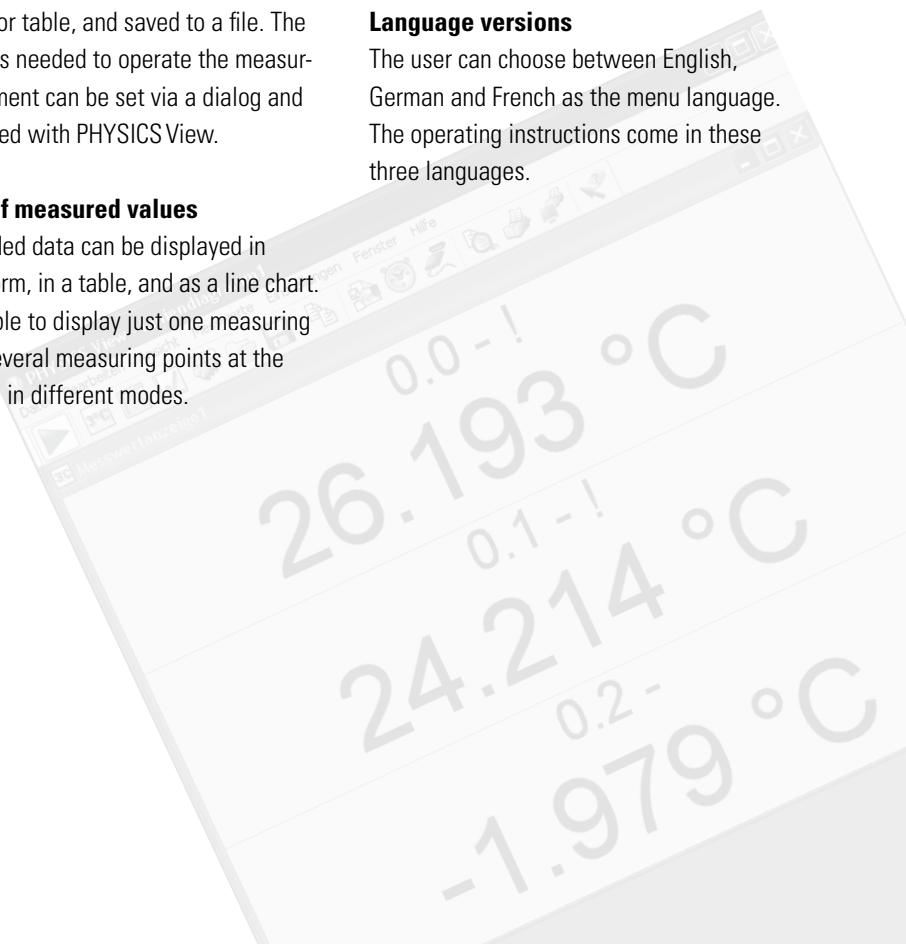 or table, and saved to a file. The
s needed to operate the measur-
ment can be set via a dialog and
ed with PHYSICS View.
f measured values
led data can be displayed in
orm, in a table, and as a line chart.
ble to display just one measuring
everal measuring points at the
in different modes.
Language versions
The user can choose between English,
German and French as the menu language.
The operating instructions come in these
three languages.
Fenster Hilfe
Messwertanzeige1
0.0 - !
26.193 °C
0.1 - !
24.214 °C
0.2 -
-1.979 °C